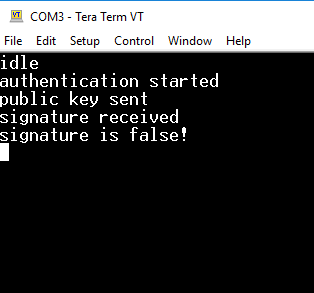 COM3 - Tera Term VT
File Edit Setup Control Window Help
idle
authentication started
public key sent
signature received
signature is false!